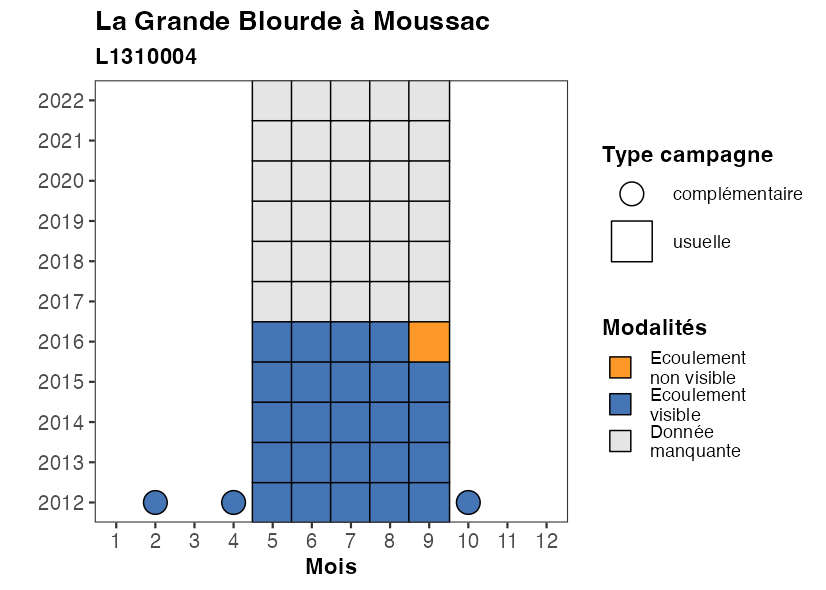 La Grande Blourde à Moussac
L1310004
2022
2021
2020
2019
2018
2017
2016
2015
2014
2013
2012
1 2 3 4 5 6 7 8 9 10 11 12
Mois
Type campagne
complémentaire
usuelle
Modalités
Ecoulement
non visible
Ecoulement
visible
Donnée
manquante